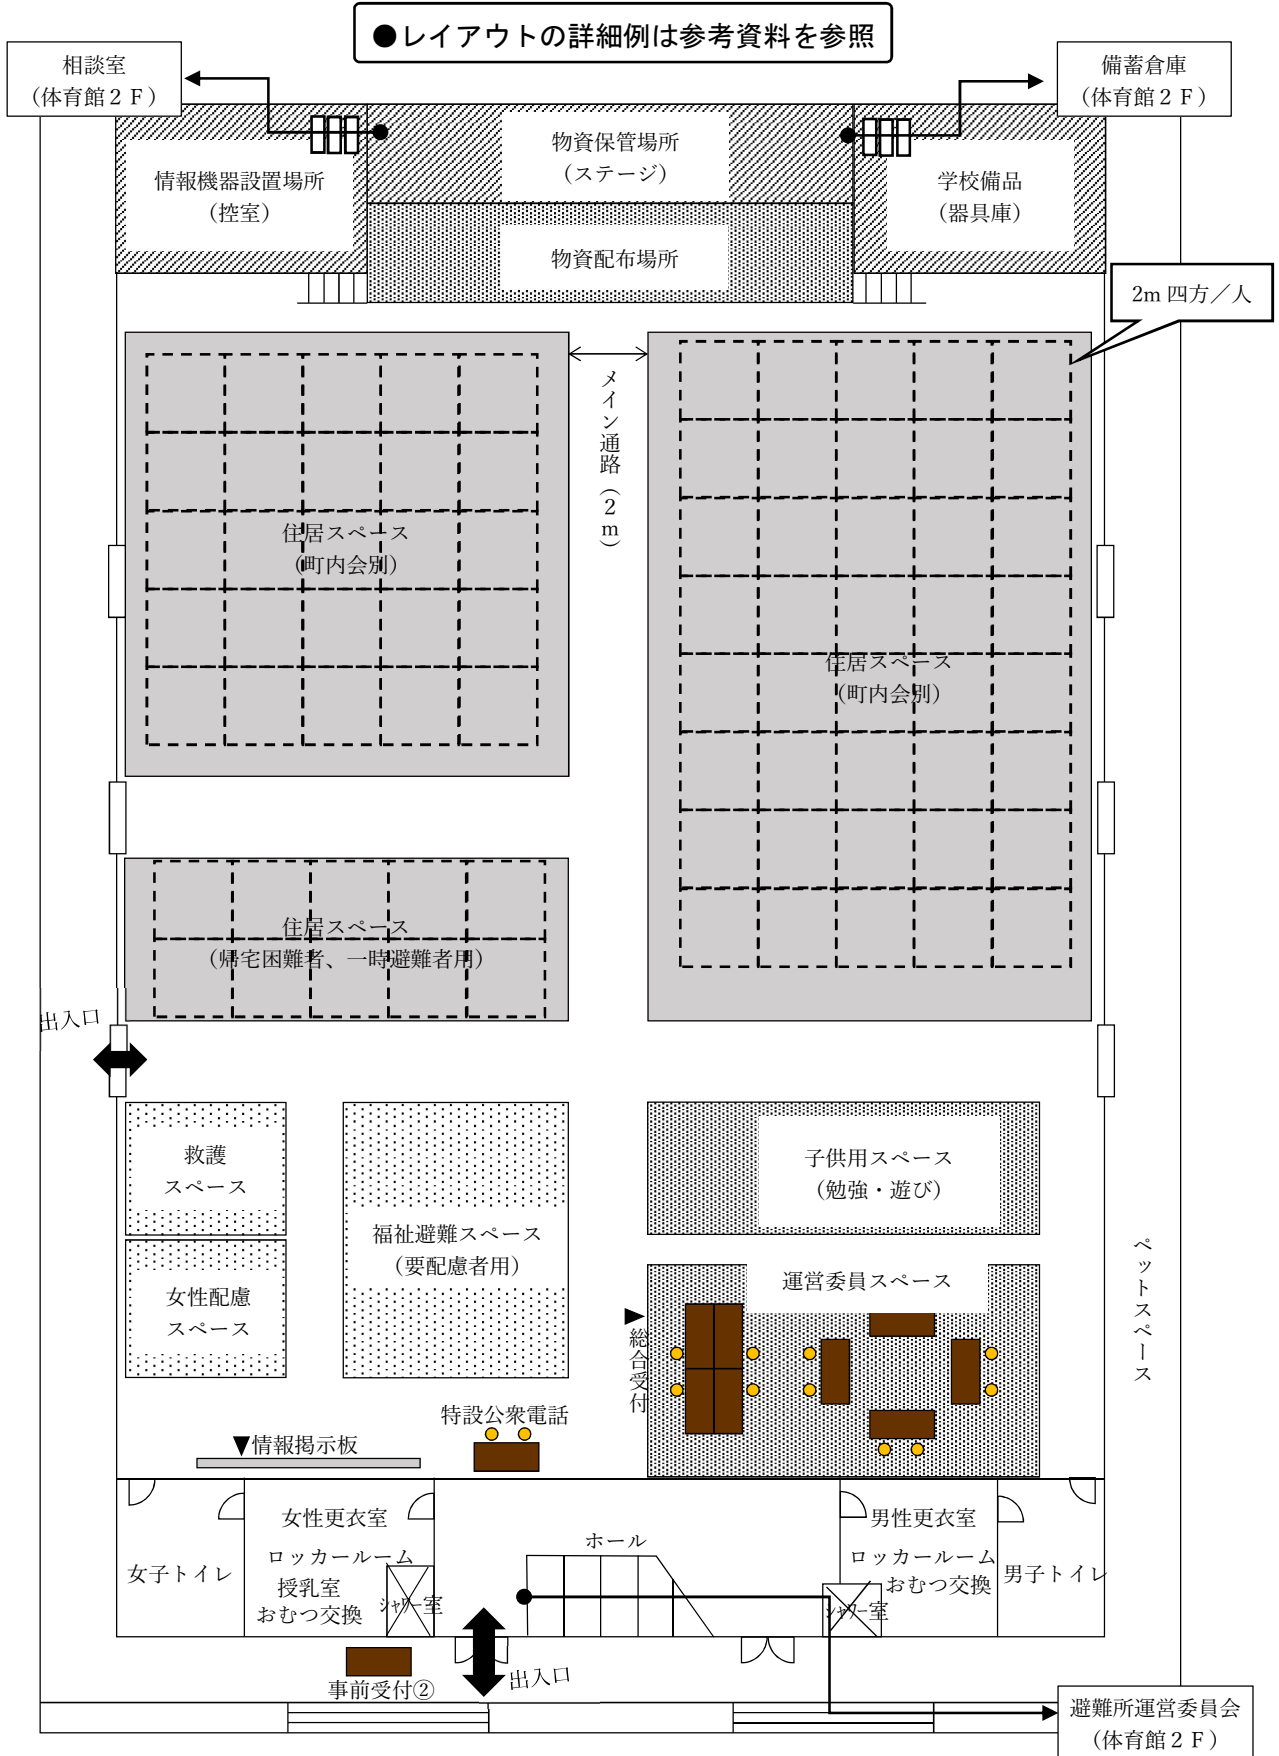 ●レイアウトの詳細例は参考資料を参照
相談室
（体育館２Ｆ）
備蓄倉庫
（体育館２Ｆ）
物資保管場所
（ステージ）
情報機器設置場所
（控室）
学校備品
（器具庫）
物資配布場所
2m 四方／人
メイン通路（２ｍ）
住居スペース
（町内会別）
住居スペース
（町内会別）
住居スペース
（帰宅困難者、一時避難者用）
出入口
救護
スペース
子供用スペース
（勉強・遊び）
福祉避難スペース
（要配慮者用）
ペットスペース
女性配慮
スペース
運営委員スペース
▶総合受付
特設公衆電話
▼情報掲示板
女性更衣室
ロッカールーム
授乳室
おむつ交換
女子トイレ
シャワー室
ホール
男性更衣室
ロッカールーム
おむつ交換
男子トイレ
シャワー室
出入口
事前受付②
避難所運営委員会
（体育館２Ｆ）